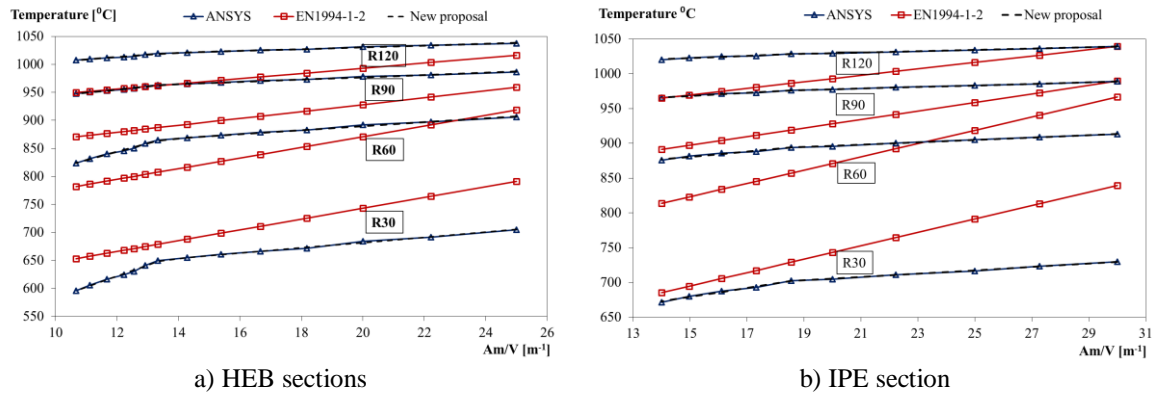 Temperature [⁰C]
ANSYS
EN1994-1-2
New proposal
1050
1000
950
900
850
800
750
700
650
600
550
R120
R90
R60
R30
10 12 14 16 18 20 22 24 26
Am/V [m⁻¹]
a) HEB sections
Temperature ⁰C
ANSYS
EN1994-1-2
New proposal
1050
1000
950
900
850
800
750
700
650
R120
R90
R60
R30
13 15 17 19 21 23 25 27 29 31
Am/V [m⁻¹]
b) IPE section